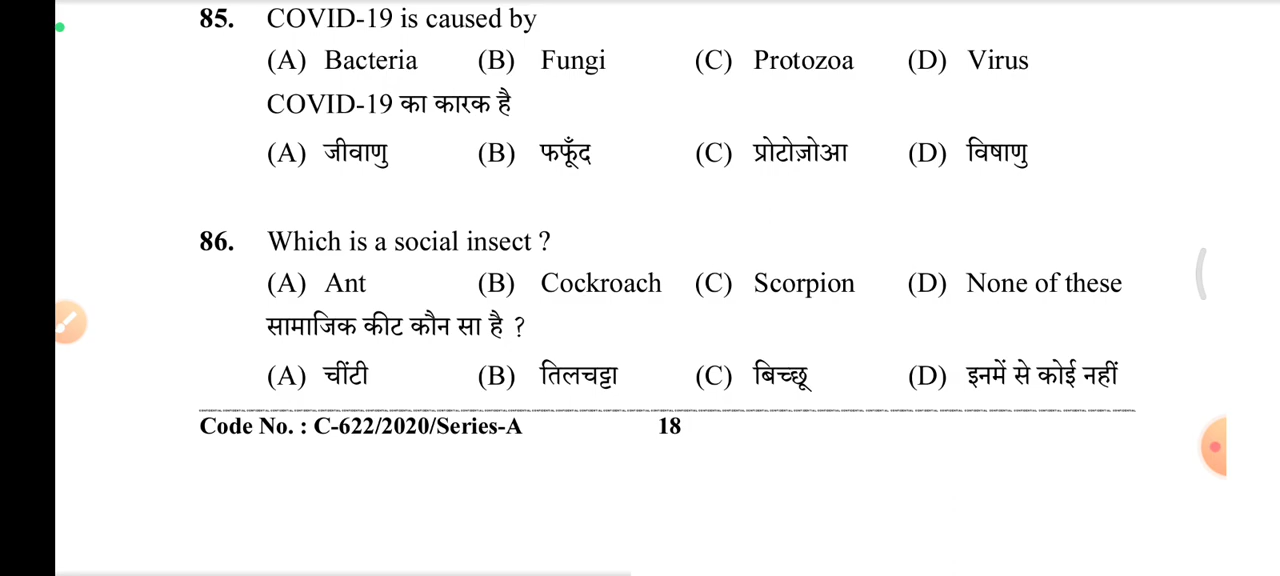 85. COVID-19 is caused by
(A) Bacteria (B) Fungi (C) Protozoa (D) Virus
COVID-19 का कारक है
(A) जीवाणु (B) फफूँद (C) प्रोटोज़ोआ (D) विषाणु
86. Which is a social insect ?
(A) Ant (B) Cockroach (C) Scorpion (D) None of these
सामाजिक कीट कौन सा है ?
(A) चींटी (B) तिलचट्टा (C) बिच्छू (D) इनमें से कोई नहीं
Code No. : C-622/2020/Series-A 18